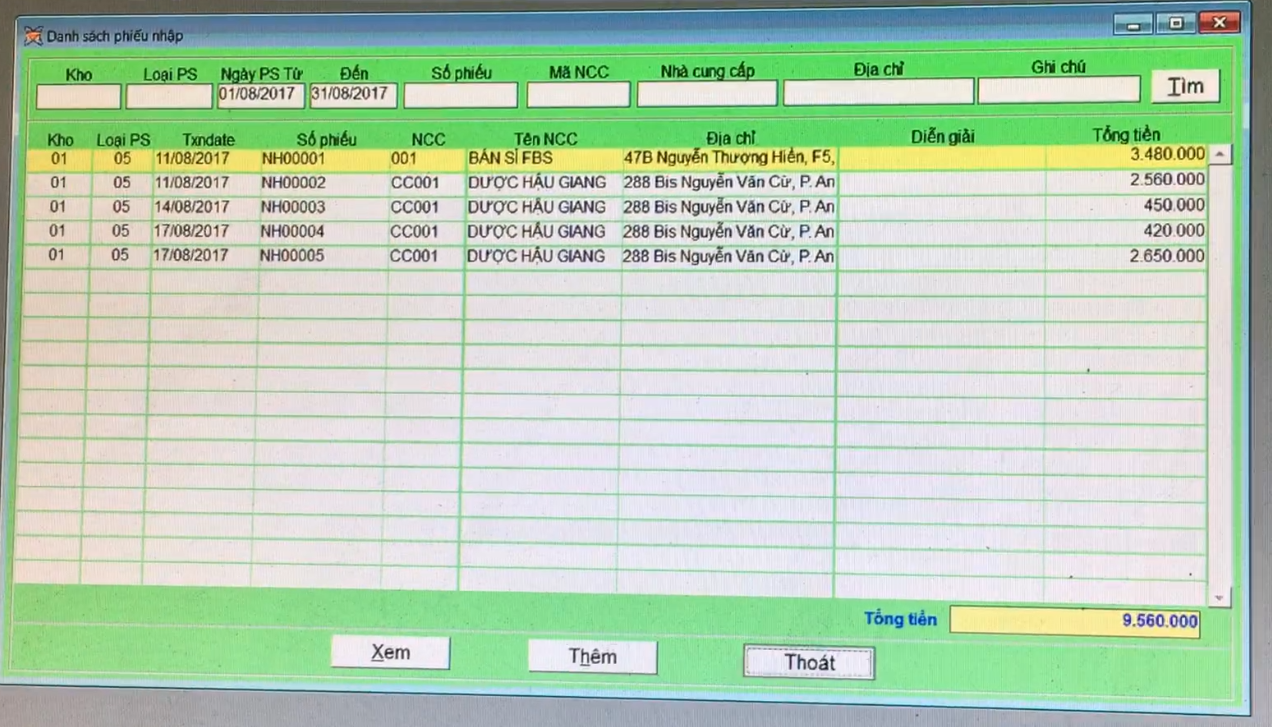 Danh sách phiếu nhập
Kho Loại PS Ngày PS Từ Đến Số phiếu Mã NCC Nhà cung cấp Địa chỉ Ghi chú
01/08/2017 31/08/2017 Tìm
Kho Loại PS Txndate Số phiếu NCC Tên NCC Địa chỉ Diễn giải Tổng tiền
01 05 11/08/2017 NH00001 001 BÁN SỈ FBS 47B Nguyễn Thượng Hiền, F5, 3.480.000
01 05 11/08/2017 NH00002 CC001 DƯỢC HẬU GIANG 288 Bis Nguyễn Văn Cừ, P. An 2.560.000
01 05 14/08/2017 NH00003 CC001 DƯỢC HẬU GIANG 288 Bis Nguyễn Văn Cừ, P. An 450.000
01 05 17/08/2017 NH00004 CC001 DƯỢC HẬU GIANG 288 Bis Nguyễn Văn Cừ, P. An 420.000
01 05 17/08/2017 NH00005 CC001 DƯỢC HẬU GIANG 288 Bis Nguyễn Văn Cừ, P. An 2.650.000
Tổng tiền 9.560.000
Xem Thêm Thoát